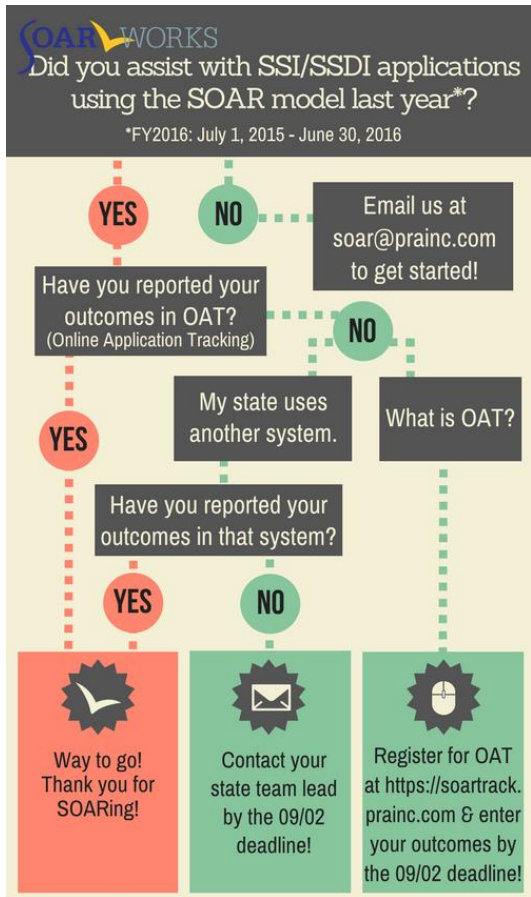 SOAR WORKS
Did you assist with SSI/SSDI applications
using the SOAR model last year*?
*FY2016: July 1, 2015 - June 30, 2016
YES
NO
Email us at
soar@prainc.com
to get started!
Have you reported your
outcomes in OAT?
(Online Application Tracking)
NO
YES
My state uses
another system.
What is OAT?
Have you reported your
outcomes in that system?
YES
NO
Way to go!
Thank you for
SOARing!
Contact your
state team lead
by the 09/02
deadline!
Register for OAT
at https://soartrack.
prainc.com & enter
your outcomes by
the 09/02 deadline!